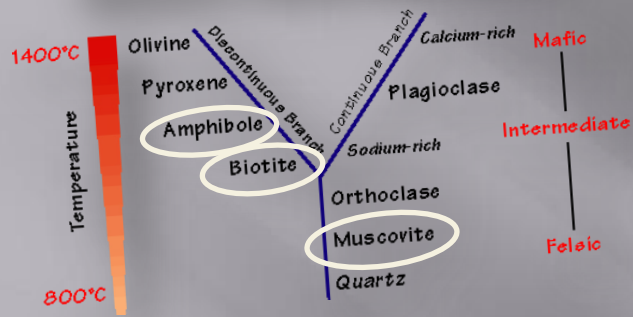 1400°C
Temperature
800°C
Olivine
Pyroxene
Amphibole
Biotite
Discontinuous Branch
Continuous Branch
Calcium-rich
Plagioclase
Sodium-rich
Orthoclase
Muscovite
Quartz
Mafic
Intermediate
Felsic